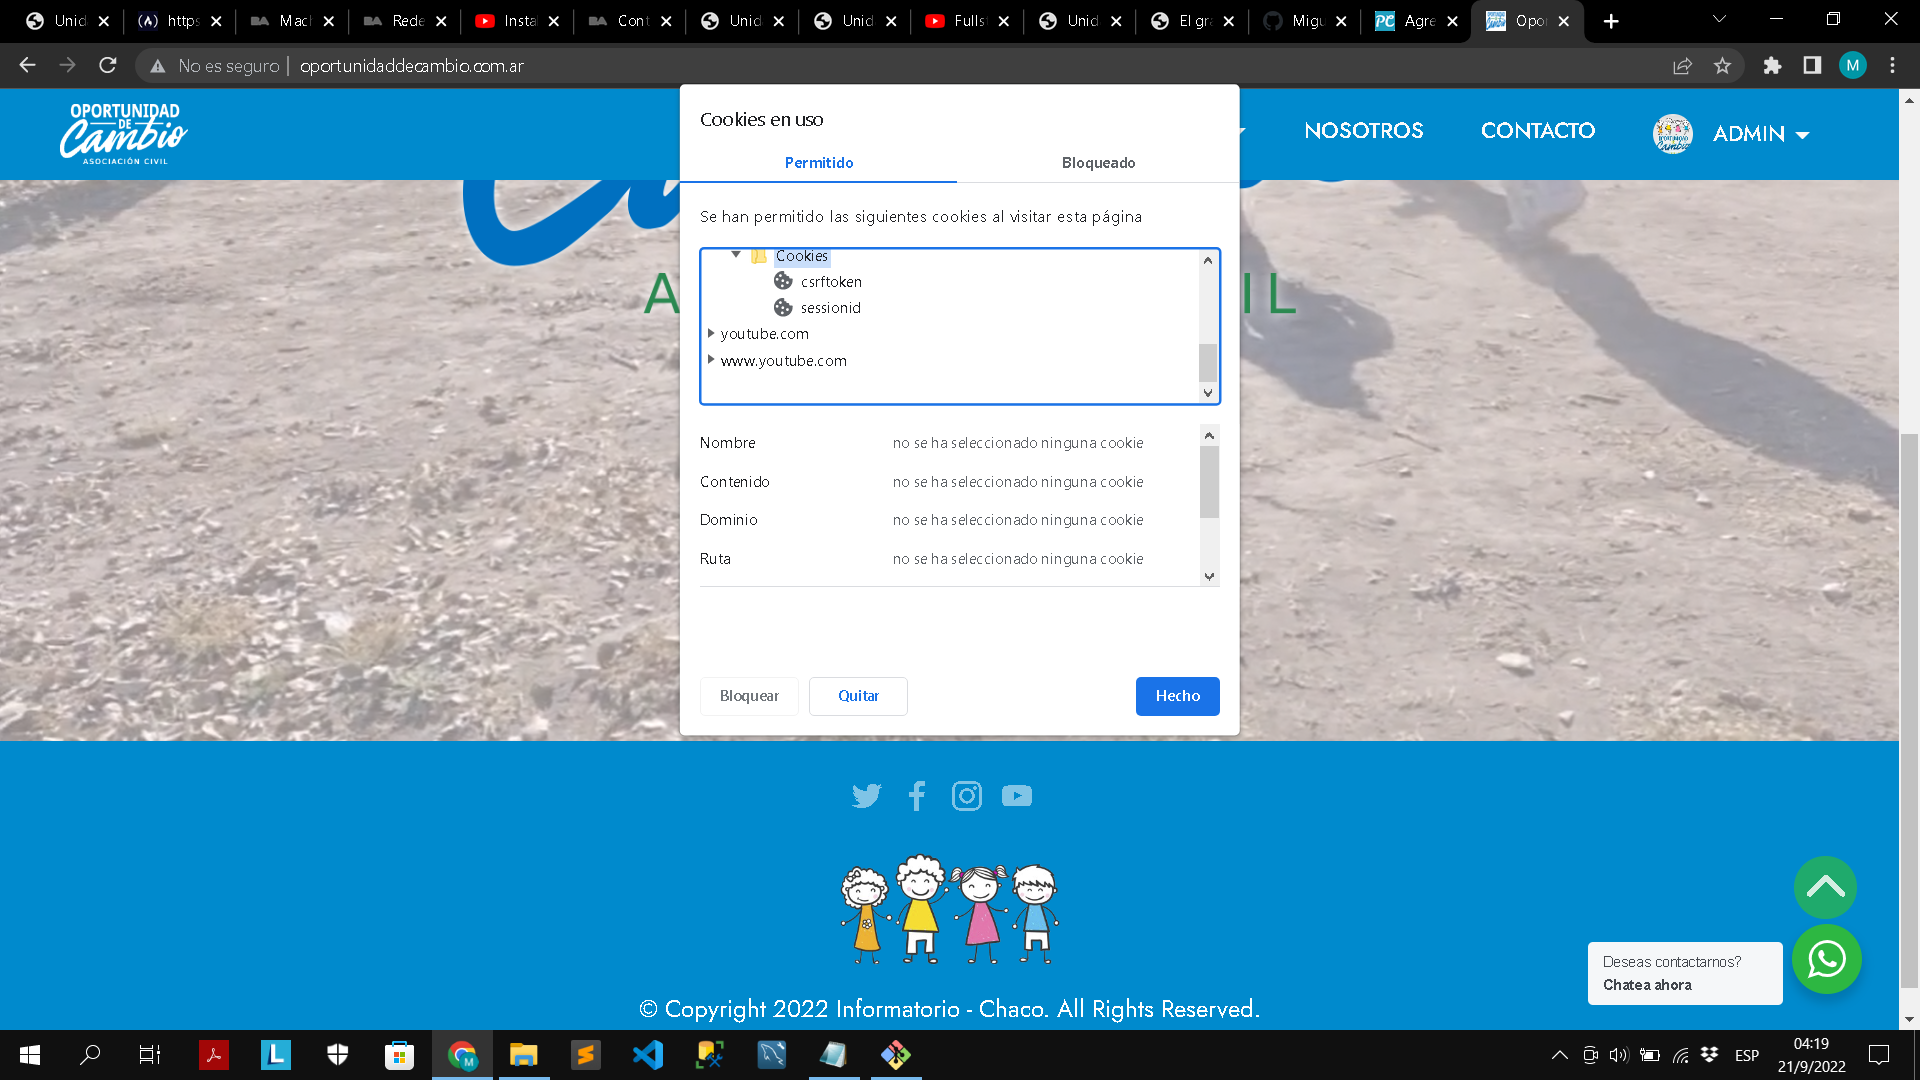 Unid
https
Mach
Rede
Insta
Cont
Unid
Unid
Fullst
Unid
El gra
Migu
Agre
Opor
No es seguro
oportunidaddecambio.com.ar
M
OPORTUNIDAD
DE
Cambio
ASOCIACIÓN CIVIL
NOSOTROS
CONTACTO
ADMIN
Cookies en uso
Permitido
Bloqueado
Se han permitido las siguientes cookies al visitar esta página
Cookies
csrftoken
sessionid
youtube.com
www.youtube.com
Nombre no se ha seleccionado ninguna cookie
Contenido no se ha seleccionado ninguna cookie
Dominio no se ha seleccionado ninguna cookie
Ruta no se ha seleccionado ninguna cookie
Bloquear
Quitar
Hecho
Deseas contactarnos?
Chatea ahora
© Copyright 2022 Informatorio - Chaco. All Rights Reserved.
ESP
04:19
21/9/2022